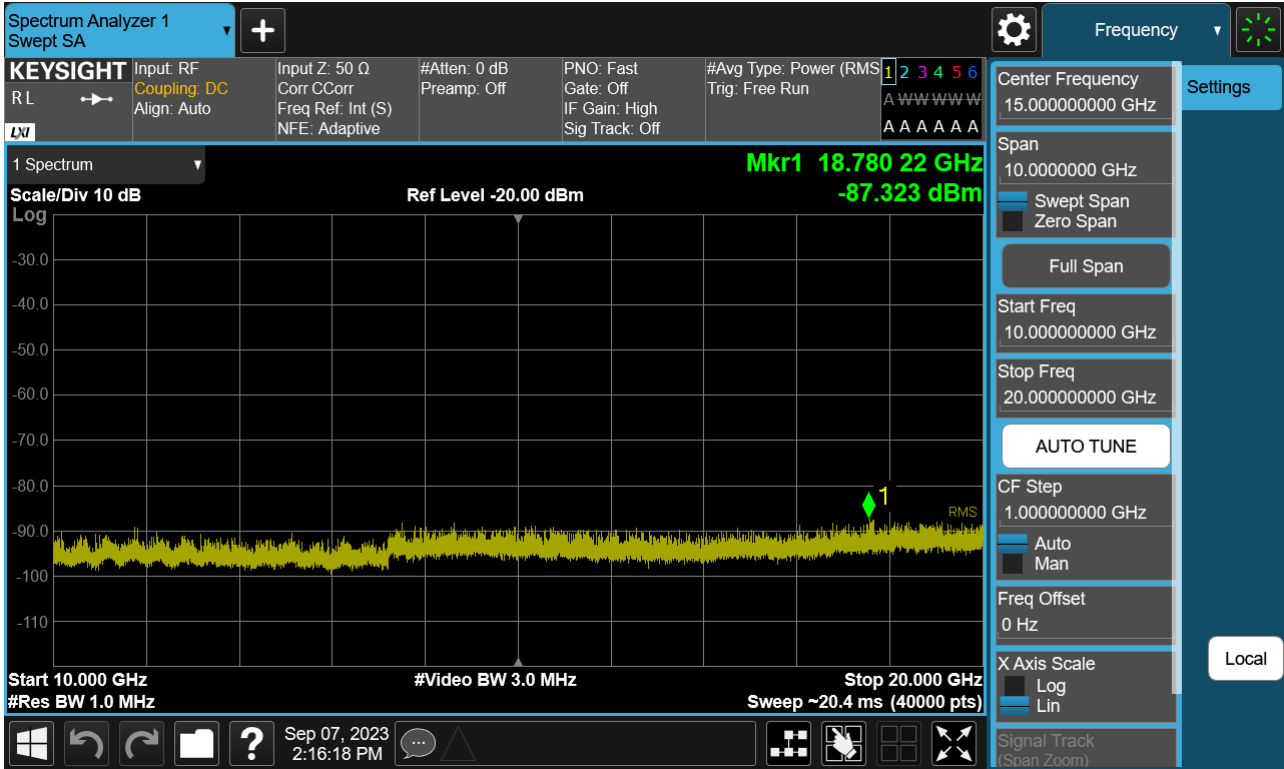 Spectrum Analyzer 1
Swept SA
Frequency
KEYSIGHT
R L
LXI
Input: RF
Coupling: DC
Align: Auto
Input Z: 50 Ω
Corr CCorr
Freq Ref: Int (S)
NFE: Adaptive
#Atten: 0 dB
Preamp: Off
PNO: Fast
Gate: Off
IF Gain: High
Sig Track: Off
#Avg Type: Power (RMS
Trig: Free Run
1 2 3 4 5 6
A W W W W W
A A A A A A
1 Spectrum
Mkr1 18.780 22 GHz
Scale/Div 10 dB
Ref Level -20.00 dBm
-87.323 dBm
Log
-30.0
-40.0
-50.0
-60.0
-70.0
-80.0
-90.0
-100
-110
1
RMS
Start 10.000 GHz
#Video BW 3.0 MHz
Stop 20.000 GHz
#Res BW 1.0 MHz
Sweep ~20.4 ms (40000 pts)
Center Frequency
15.000000000 GHz
Settings
Span
10.0000000 GHz
Swept Span
Zero Span
Full Span
Start Freq
10.000000000 GHz
Stop Freq
20.000000000 GHz
AUTO TUNE
CF Step
1.000000000 GHz
Auto
Man
Freq Offset
0 Hz
X Axis Scale
Log
Lin
Local
Signal Track
(Span Zoom)
?
Sep 07, 2023
2:16:18 PM